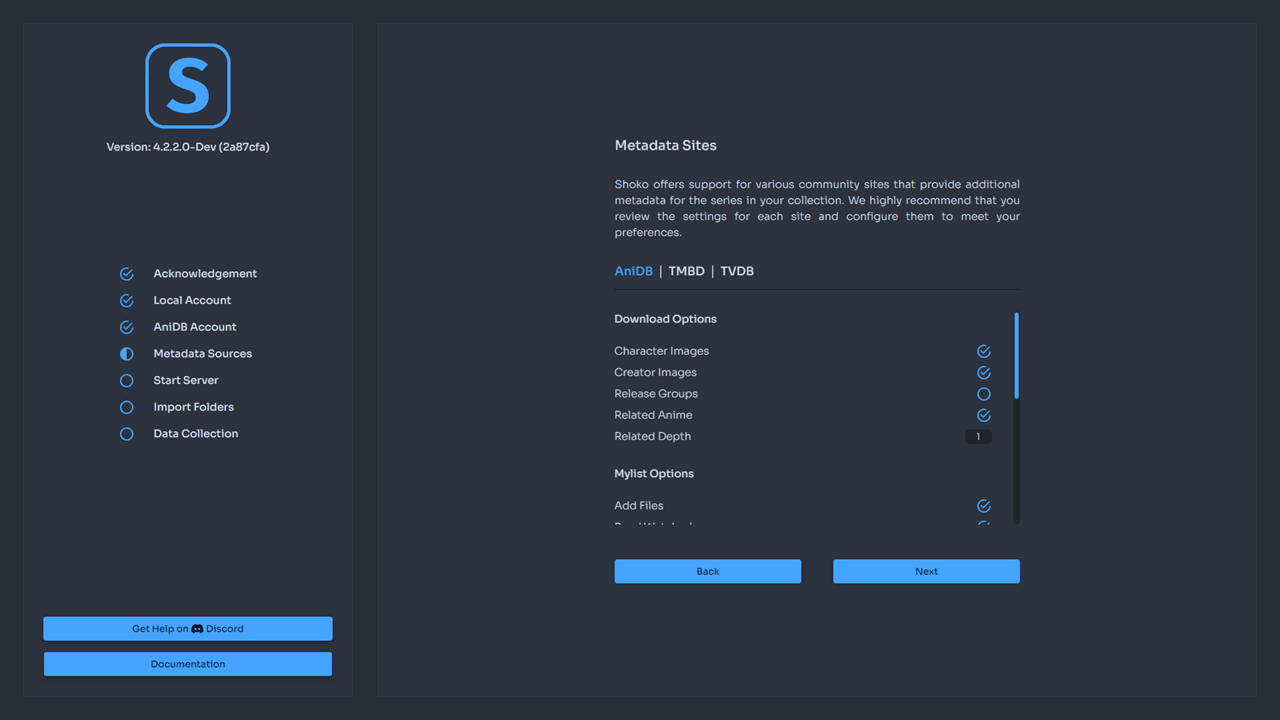 S
Version: 4.2.2.0-Dev (2a87cfa)
Acknowledgement
Local Account
AniDB Account
Metadata Sources
Start Server
Import Folders
Data Collection
Get Help on Discord
Documentation
Metadata Sites
Shoko offers support for various community sites that provide additional
metadata for the series in your collection. We highly recommend that you
review the settings for each site and configure them to meet your
preferences.
AniDB | TMBD | TVDB
Download Options
Character Images
Creator Images
Release Groups
Related Anime
Related Depth 1
Mylist Options
Add Files
Back Next